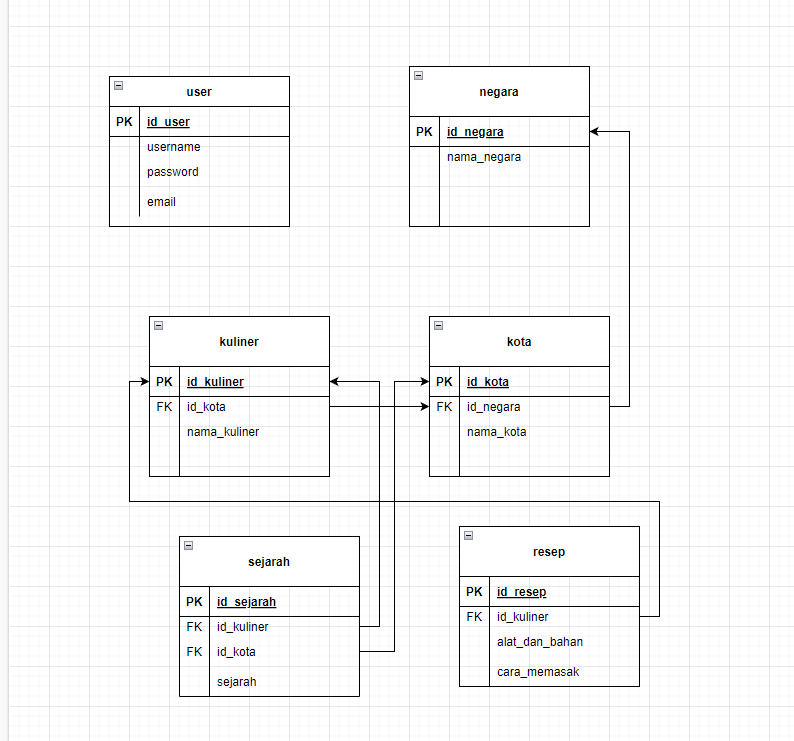 user
PK id_user
username
password
email
negara
PK id_negara
nama_negara
kuliner
PK id_kuliner
FK id_kota
nama_kuliner
kota
PK id_kota
FK id_negara
nama_kota
sejarah
PK id_sejarah
FK id_kuliner
FK id_kota
sejarah
resep
PK id_resep
FK id_kuliner
alat_dan_bahan
cara_memasak